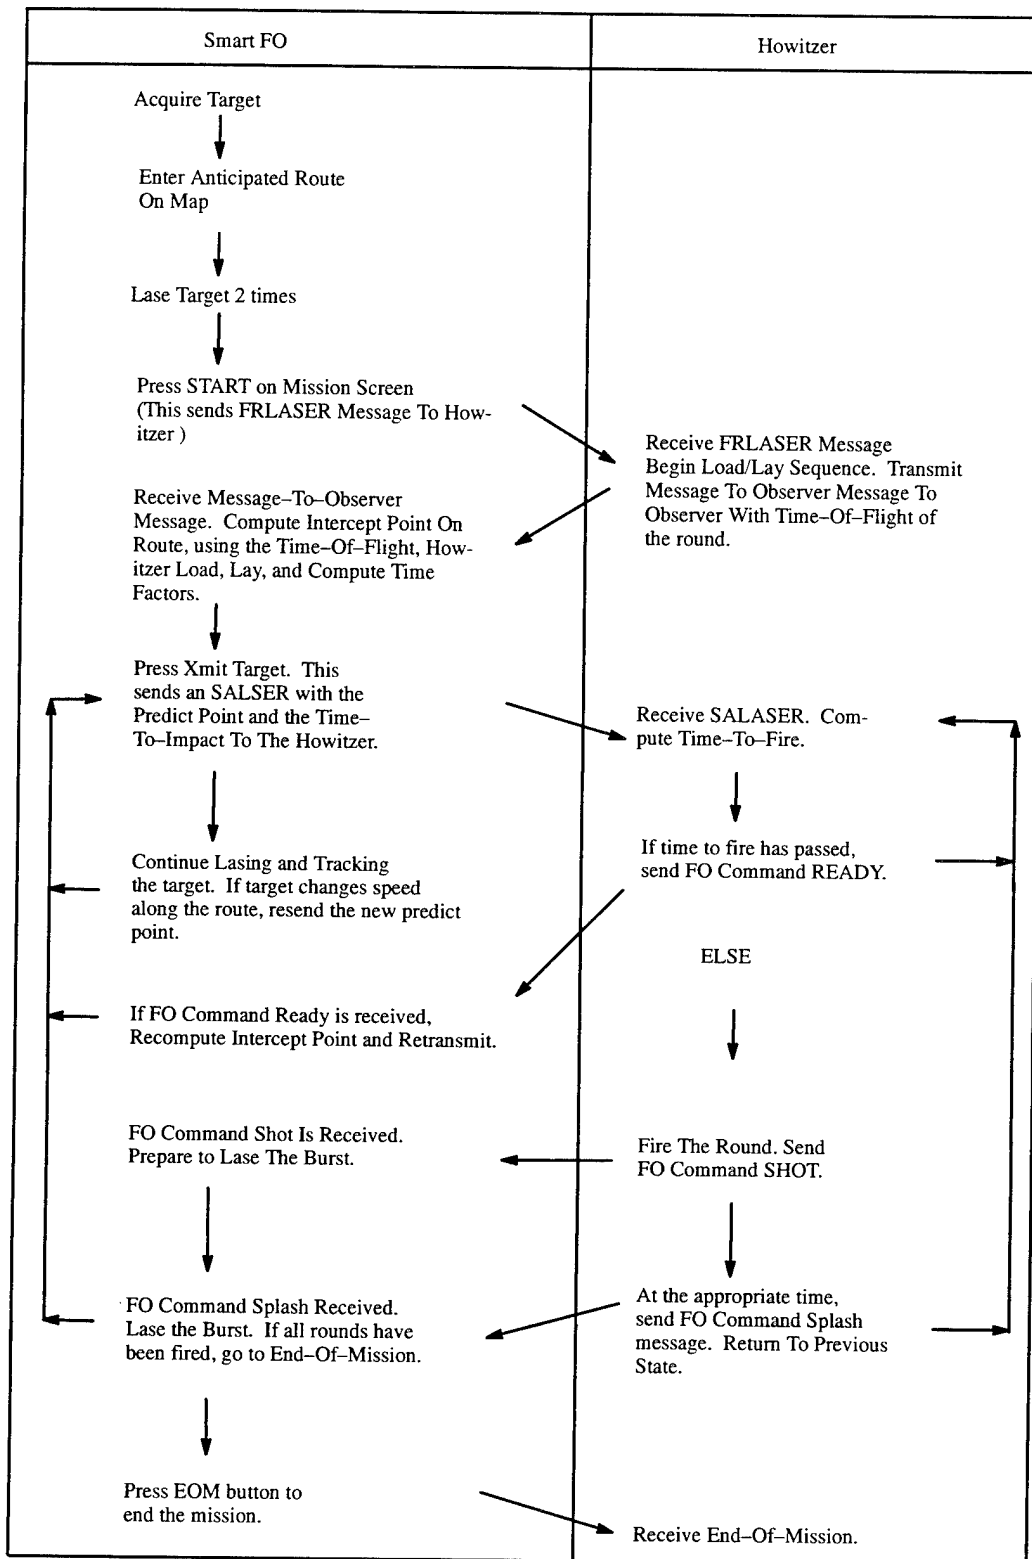 Smart FO
Howitzer
Acquire Target
Enter Anticipated Route
On Map
Lase Target 2 times
Press START on Mission Screen
(This sends FRLASER Message To How-
itzer )
Receive FRLASER Message
Begin Load/Lay Sequence. Transmit
Message To Observer Message To
Observer With Time–Of–Flight of
the round.
Receive Message–To–Observer
Message. Compute Intercept Point On
Route, using the Time–Of–Flight, How-
itzer Load, Lay, and Compute Time
Factors.
Press Xmit Target. This
sends an SALSER with the
Predict Point and the Time–
To–Impact To The Howitzer.
Receive SALASER. Com-
pute Time–To–Fire.
If time to fire has passed,
send FO Command READY.
Continue Lasing and Tracking
the target. If target changes speed
along the route, resend the new predict
point.
ELSE
If FO Command Ready is received,
Recompute Intercept Point and Retransmit.
FO Command Shot Is Received.
Prepare to Lase The Burst.
Fire The Round. Send
FO Command SHOT.
At the appropriate time,
send FO Command Splash
message. Return To Previous
State.
FO Command Splash Received.
Lase the Burst. If all rounds have
been fired, go to End–Of–Mission.
Press EOM button to
end the mission.
Receive End–Of–Mission.